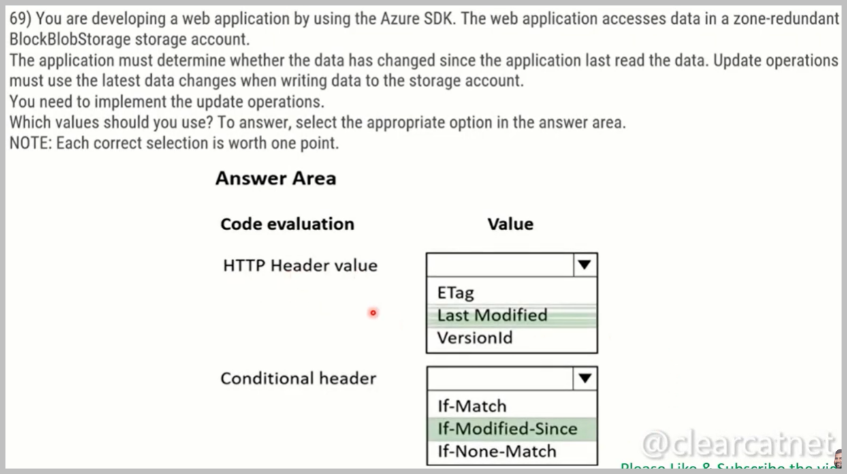 69) You are developing a web application by using the Azure SDK. The web application accesses data in a zone-redundant
BlockBlobStorage storage account.
The application must determine whether the data has changed since the application last read the data. Update operations
must use the latest data changes when writing data to the storage account.
You need to implement the update operations.
Which values should you use? To answer, select the appropriate option in the answer area.
NOTE: Each correct selection is worth one point.
Answer Area
Code evaluation Value
HTTP Header value
ETag
Last Modified
VersionId
Conditional header
If-Match
If-Modified-Since
If-None-Match
@clearcatnet
Please Like & Subscribe the